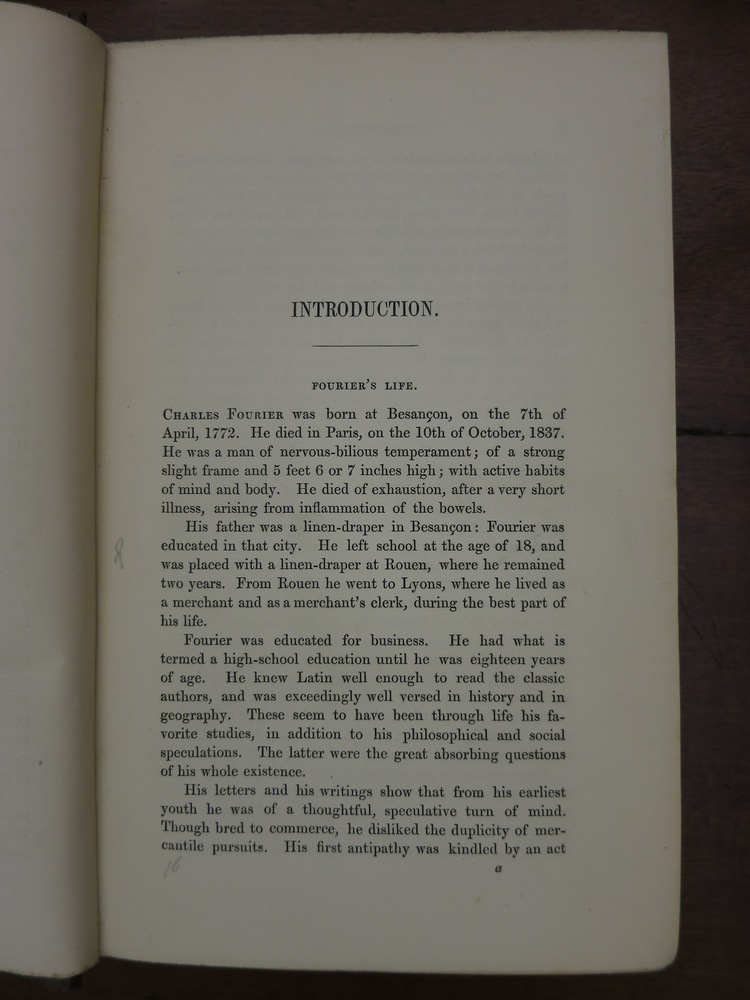 INTRODUCTION.
FOURIER'S LIFE.
CHARLES FOURIER was born at Besançon, on the 7th of
April, 1772. He died in Paris, on the 10th of October, 1837.
He was a man of nervous-bilious temperament; of a strong
slight frame and 5 feet 6 or 7 inches high; with active habits
of mind and body. He died of exhaustion, after a very short
illness, arising from inflammation of the bowels.
His father was a linen-draper in Besançon: Fourier was
educated in that city. He left school at the age of 18, and
was placed with a linen-draper at Rouen, where he remained
two years. From Rouen he went to Lyons, where he lived as
a merchant and as a merchant's clerk, during the best part of
his life.
Fourier was educated for business. He had what is
termed a high-school education until he was eighteen years
of age. He knew Latin well enough to read the classic
authors, and was exceedingly well versed in history and in
geography. These seem to have been through life his fa-
vorite studies, in addition to his philosophical and social
speculations. The latter were the great absorbing questions
of his whole existence.
His letters and his writings show that from his earliest
youth he was of a thoughtful, speculative turn of mind.
Though bred to commerce, he disliked the duplicity of mer-
cantile pursuits. His first antipathy was kindled by an act
16
a